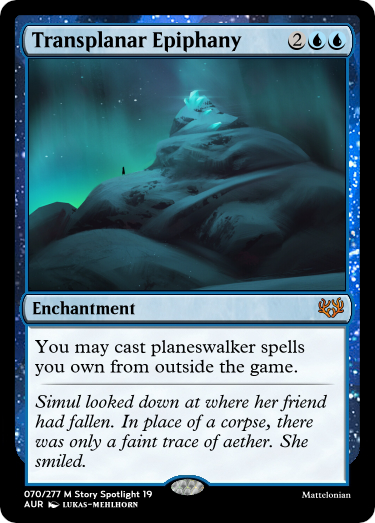 Transplanar Epiphany 2
Enchantment
You may cast planeswalker spells
you own from outside the game.
Simul looked down at where her friend
had fallen. In place of a corpse, there
was only a faint trace of aether. She
smiled.
070/277 M Story Spotlight 19
AUR LUKAS-MEHLHORN
Mattelonian